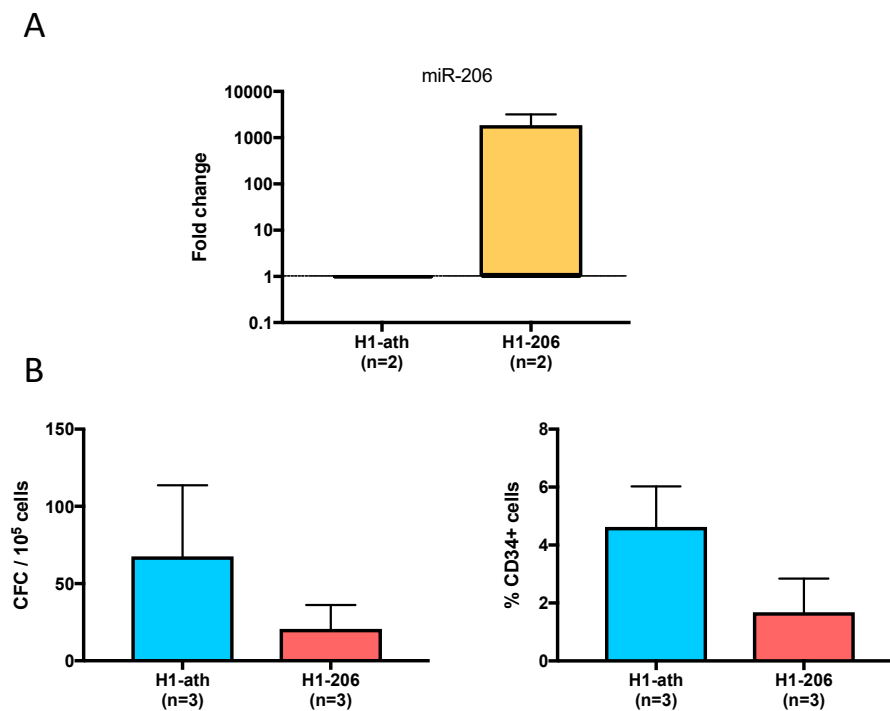 A
miR-206
Fold change
10000
1000
100
10
1
0.1
H1-ath
(n=2)
H1-206
(n=2)
B
CFC / 10⁵ cells
150
100
50
0
H1-ath
(n=3)
H1-206
(n=3)
% CD34+ cells
8
6
4
2
0
H1-ath
(n=3)
H1-206
(n=3)